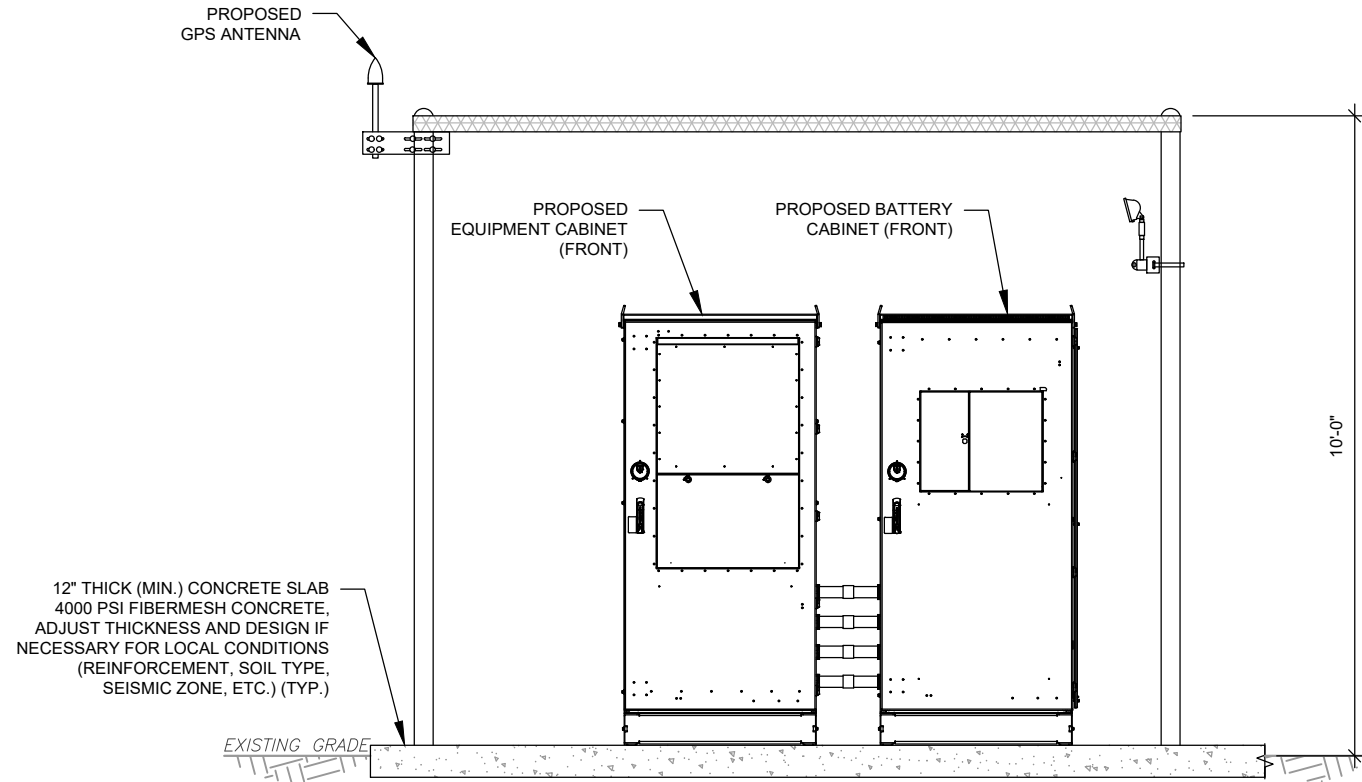 PROPOSED
GPS ANTENNA
PROPOSED
EQUIPMENT CABINET
(FRONT)
PROPOSED BATTERY
CABINET (FRONT)
10'-0"
12" THICK (MIN.) CONCRETE SLAB
4000 PSI FIBERMESH CONCRETE,
ADJUST THICKNESS AND DESIGN IF
NECESSARY FOR LOCAL CONDITIONS
(REINFORCEMENT, SOIL TYPE,
SEISMIC ZONE, ETC.) (TYP.)
EXISTING GRADE